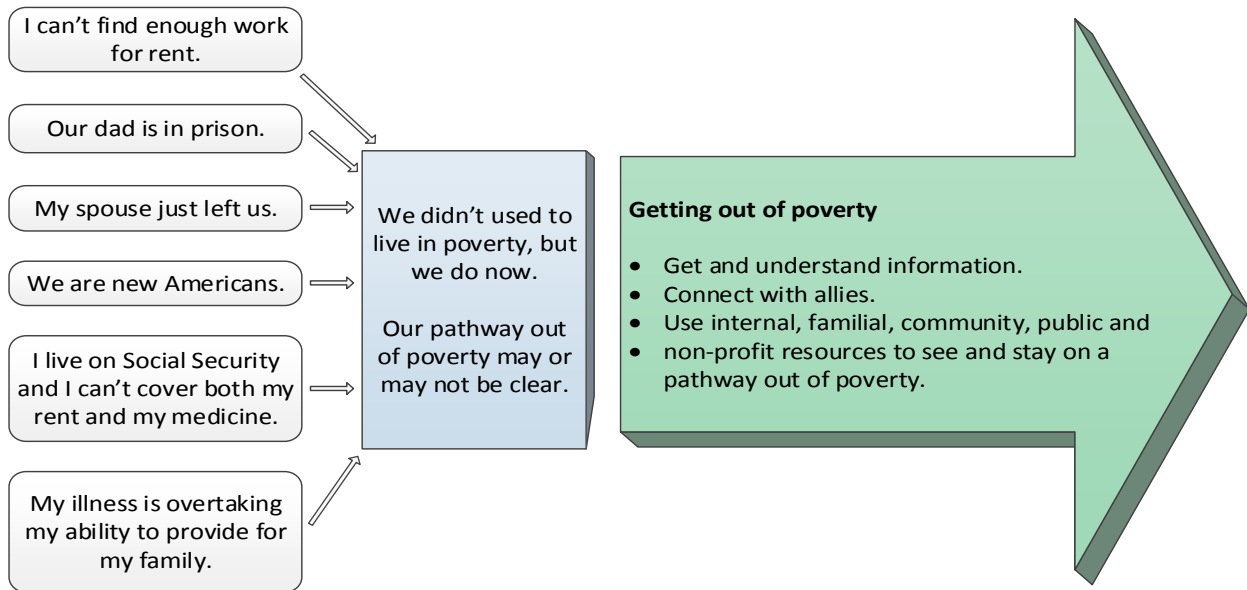 I can't find enough work
for rent.
Our dad is in prison.
My spouse just left us.
We are new Americans.
I live on Social Security
and I can't cover both my
rent and my medicine.
My illness is overtaking
my ability to provide for
my family.
We didn't used to
live in poverty, but
we do now.
Our pathway out
of poverty may or
may not be clear.
Getting out of poverty
• Get and understand information.
• Connect with allies.
• Use internal, familial, community, public and
• non-profit resources to see and stay on a
pathway out of poverty.